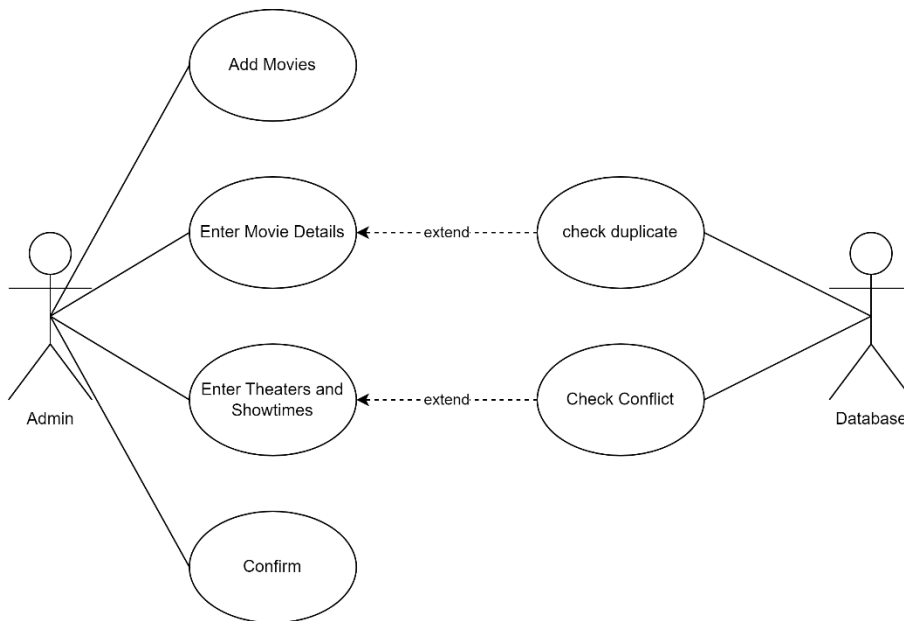 Add Movies
Enter Movie Details
extend
check duplicate
Enter Theaters and
Showtimes
extend
Check Conflict
Admin
Database
Confirm